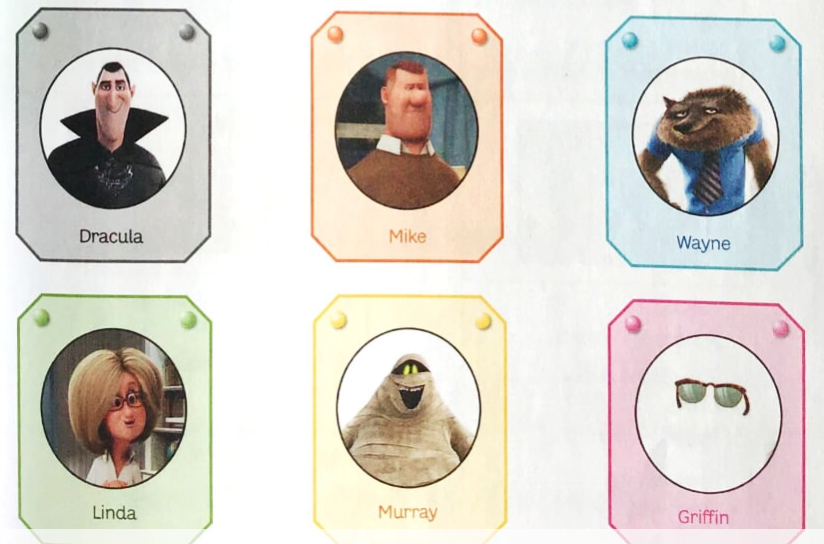 Dracula
Mike
Wayne
Linda
Murray
Griffin